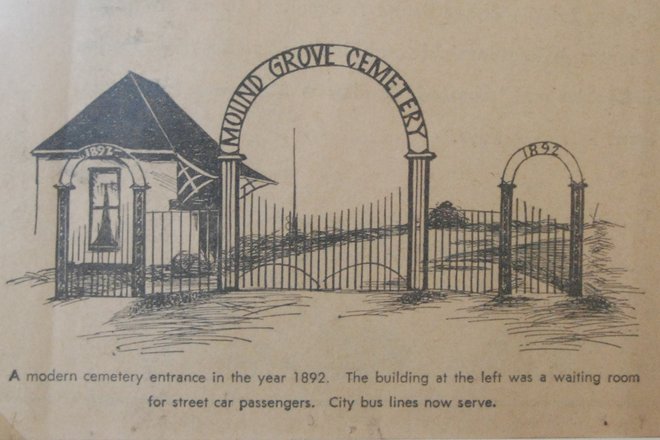 MOUND GROVE CEMETERY
1892
1892
A modern cemetery entrance in the year 1892. The building at the left was a waiting room
for street car passengers. City bus lines now serve.